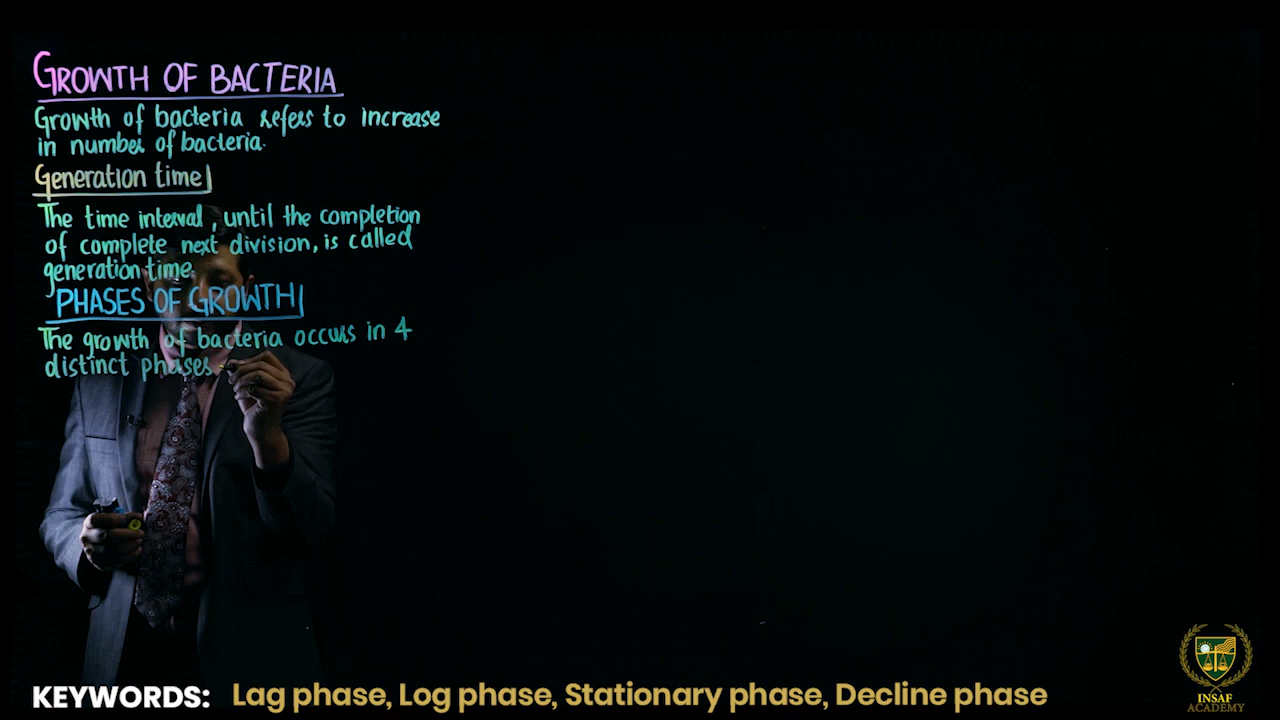 GROWTH OF BACTERIA
Growth of bacteria refers to increase
in number of bacteria.
Generation time
The time interval, until the completion
of complete next division, is called
generation time.
PHASES OF GROWTH
The growth of bacteria occurs in 4
distinct phases
KEYWORDS: Lag phase, Log phase, Stationary phase, Decline phase
INSAF
ACADEMY